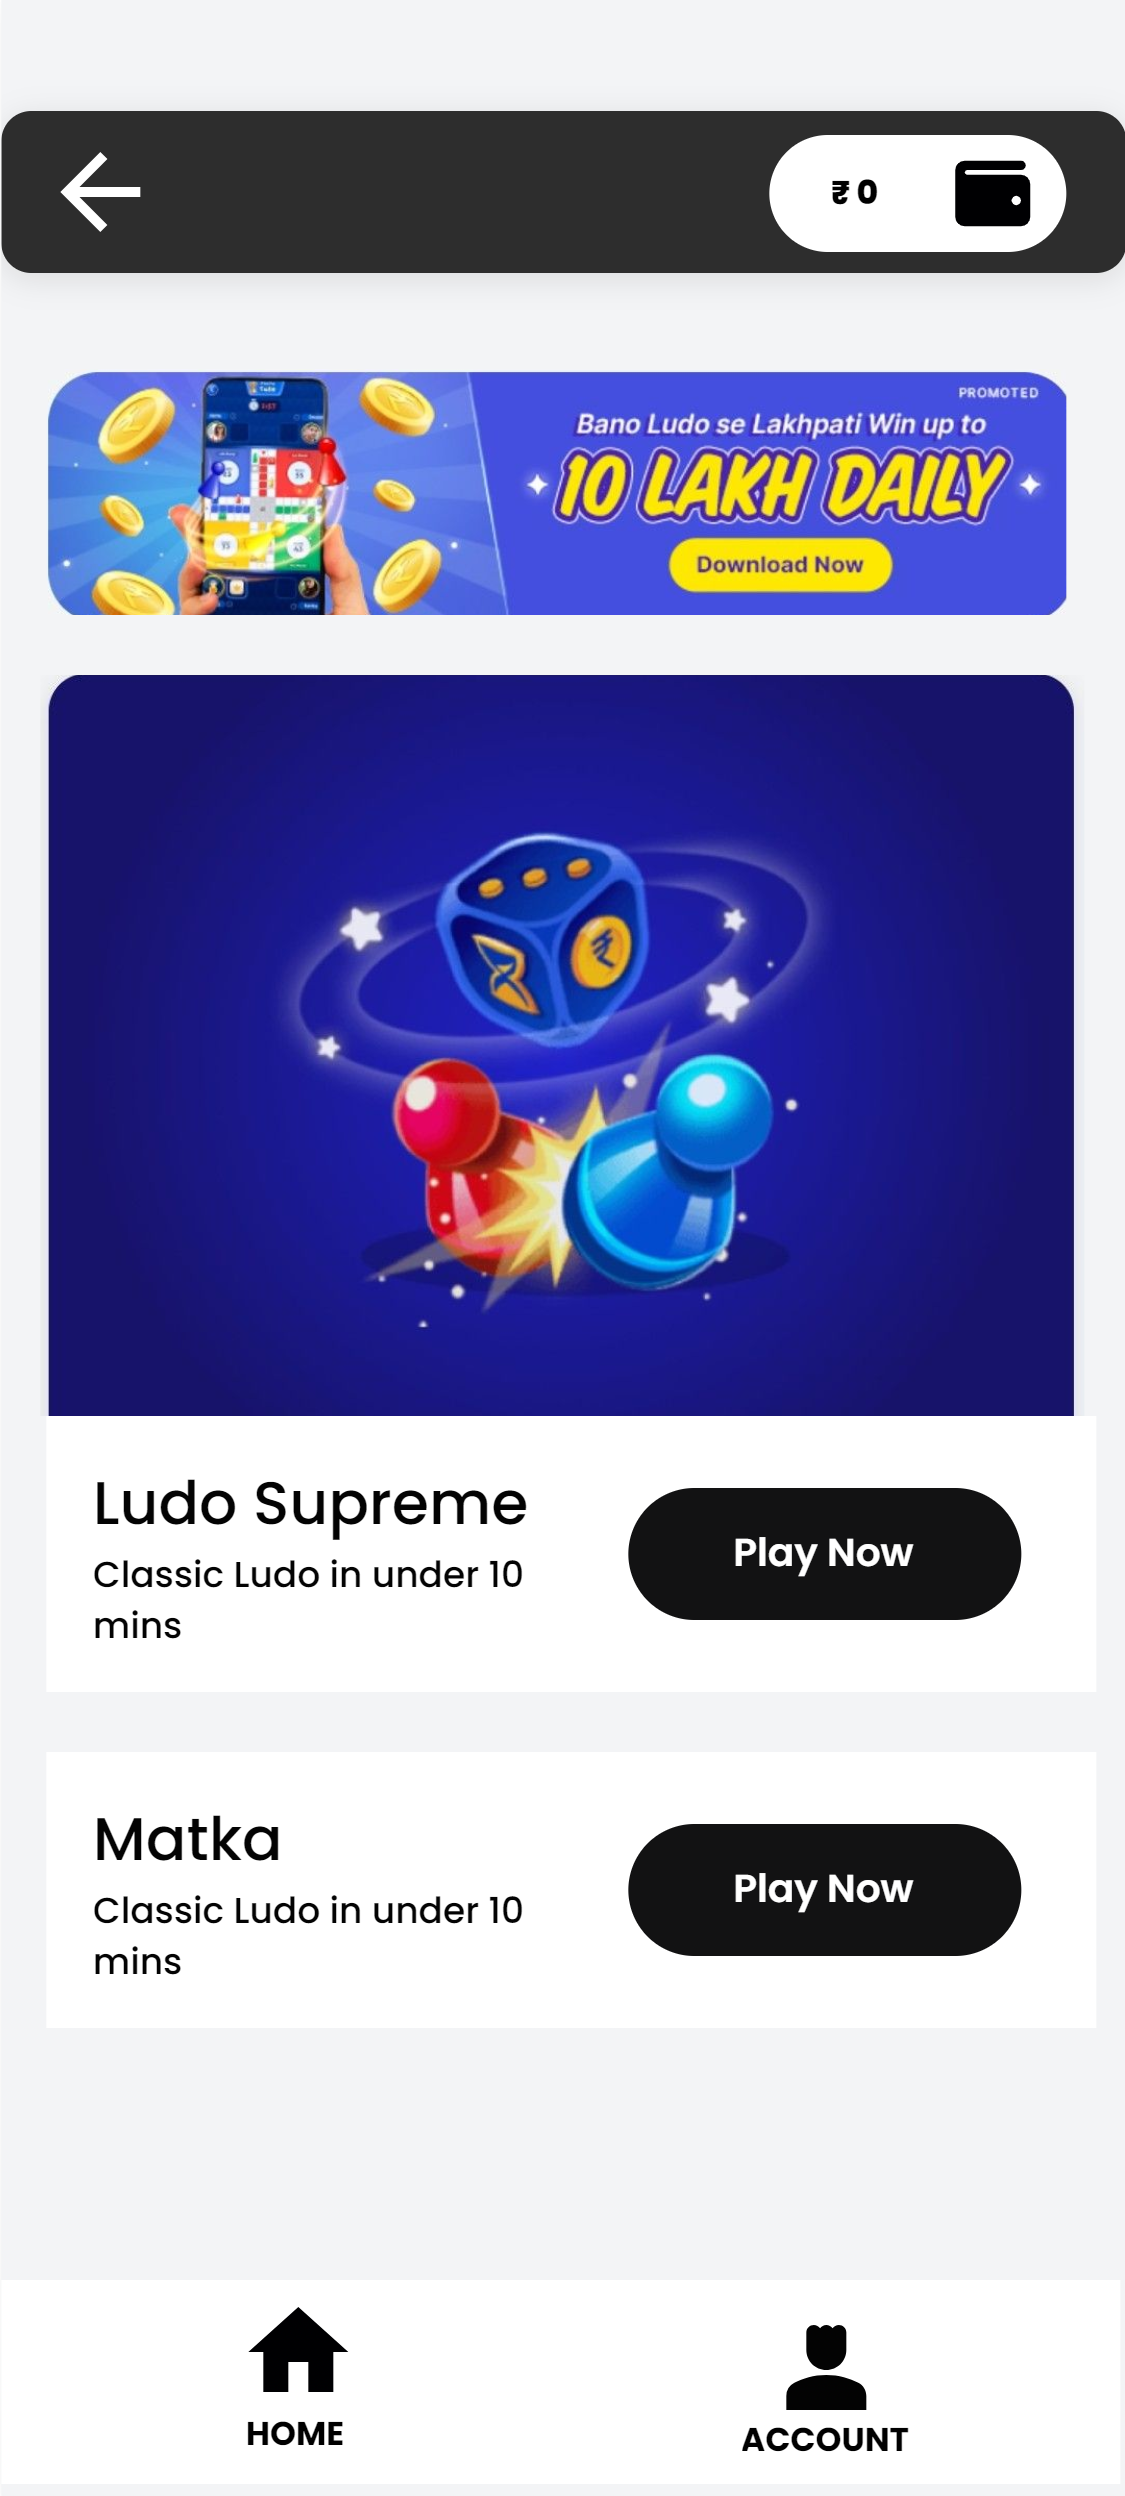 ₹ 0
PROMOTED
Bano Ludo se Lakhpati Win up to
10 LAKH DAILY
Download Now
Ludo Supreme
Classic Ludo in under 10
mins
Play Now
Matka
Classic Ludo in under 10
mins
Play Now
HOME
ACCOUNT